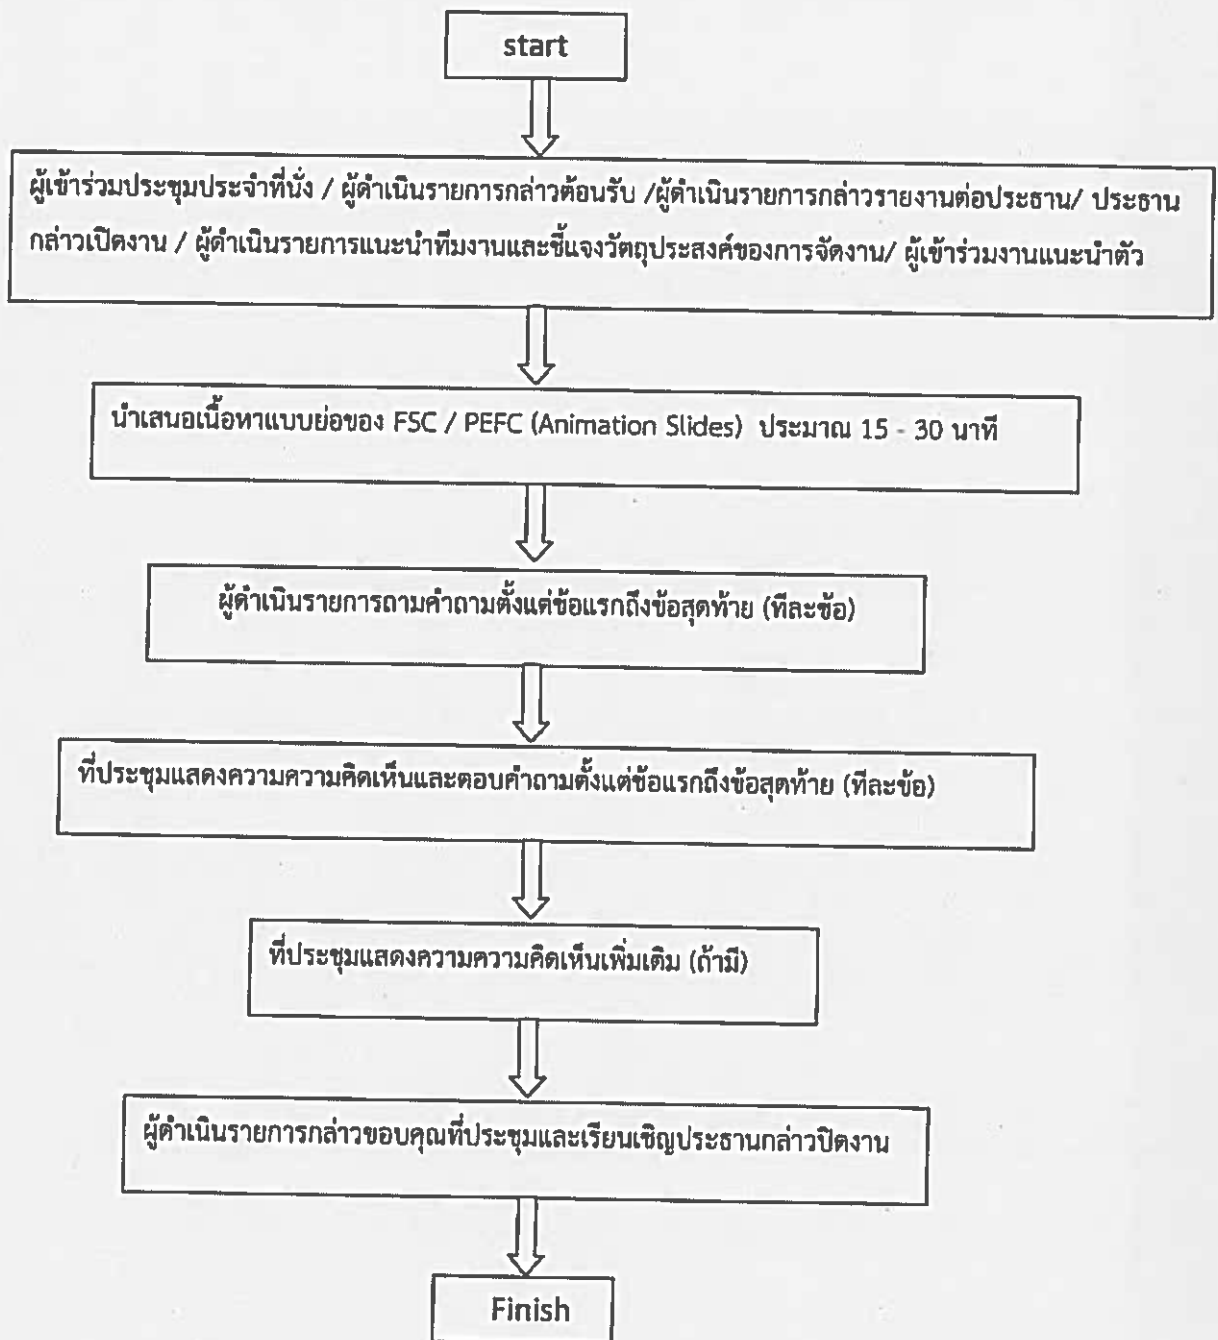 start
ผู้เข้าร่วมประชุมประจำที่นั่ง / ผู้ดำเนินรายการกล่าวต้อนรับ /ผู้ดำเนินรายการกล่าวรายงานต่อประธาน/ ประธาน
กล่าวเปิดงาน / ผู้ดำเนินรายการแนะนำทีมงานและชี้แจงวัตถุประสงค์ของการจัดงาน/ ผู้เข้าร่วมงานแนะนำตัว
นำเสนอเนื้อหาแบบย่อของ FSC / PEFC (Animation Slides) ประมาณ 15 - 30 นาที
ผู้ดำเนินรายการถามคำถามตั้งแต่ข้อแรกถึงข้อสุดท้าย (ทีละข้อ)
ที่ประชุมแสดงความความคิดเห็นและตอบคำถามตั้งแต่ข้อแรกถึงข้อสุดท้าย (ทีละข้อ)
ที่ประชุมแสดงความความคิดเห็นเพิ่มเติม (ถ้ามี)
ผู้ดำเนินรายการกล่าวขอบคุณที่ประชุมและเรียนเชิญประธานกล่าวปิดงาน
Finish